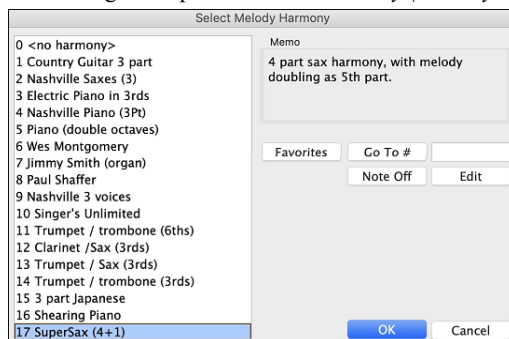 Select Melody Harmony
0 <no harmony>
1 Country Guitar 3 part
2 Nashville Saxes (3)
3 Electric Piano in 3rds
4 Nashville Piano (3Pt)
5 Piano (double octaves)
6 Wes Montgomery
7 Jimmy Smith (organ)
8 Paul Shaffer
9 Nashville 3 voices
10 Singer's Unlimited
11 Trumpet / trombone (6ths)
12 Clarinet /Sax (3rds)
13 Trumpet / Sax (3rds)
14 Trumpet / trombone (3rds)
15 3 part Japanese
16 Shearing Piano
17 SuperSax (4+1)
Memo
4 part sax harmony, with melody
doubling as 5th part.
Favorites
Go To #
Note Off
Edit
OK
Cancel